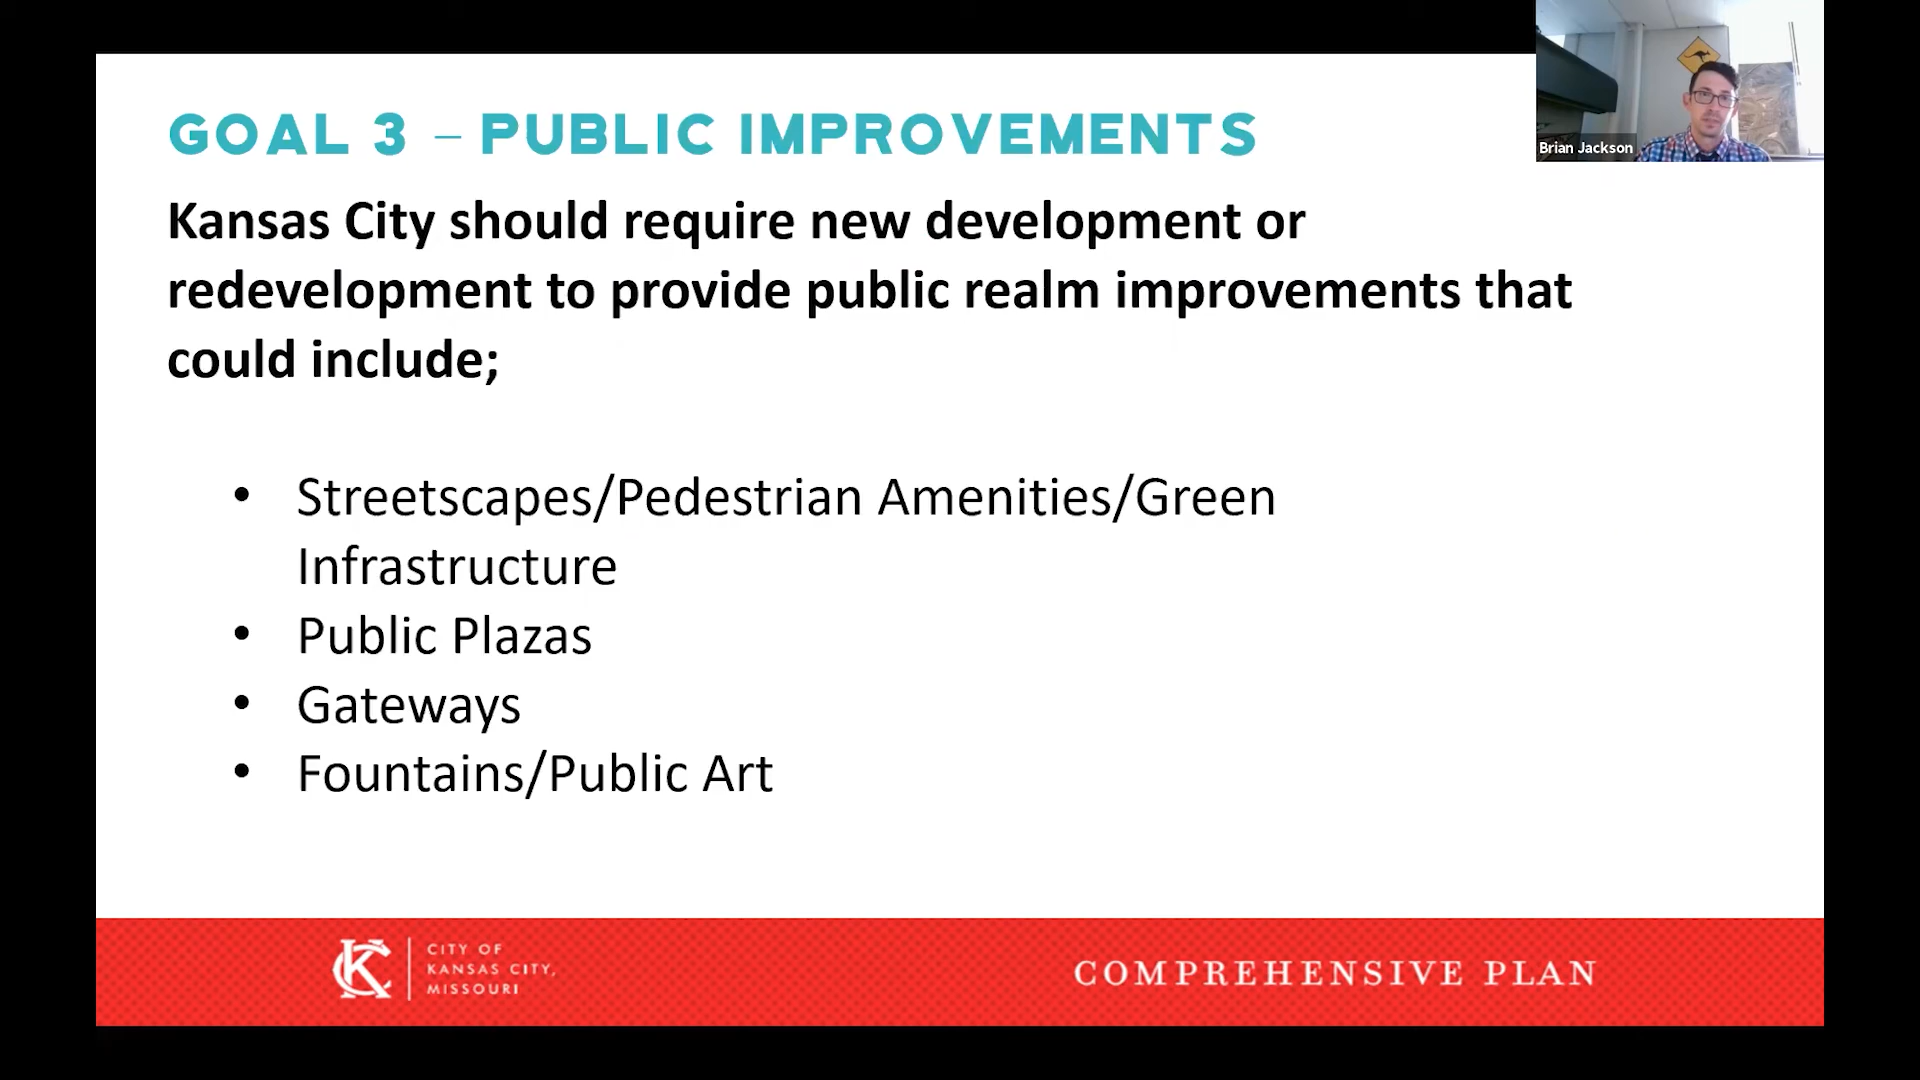 GOAL 3 – PUBLIC IMPROVEMENTS
Brian Jackson
Kansas City should require new development or
redevelopment to provide public realm improvements that
could include;
• Streetscapes/Pedestrian Amenities/Green
Infrastructure
• Public Plazas
• Gateways
• Fountains/Public Art
KC
CITY OF
KANSAS CITY,
MISSOURI
COMPREHENSIVE PLAN